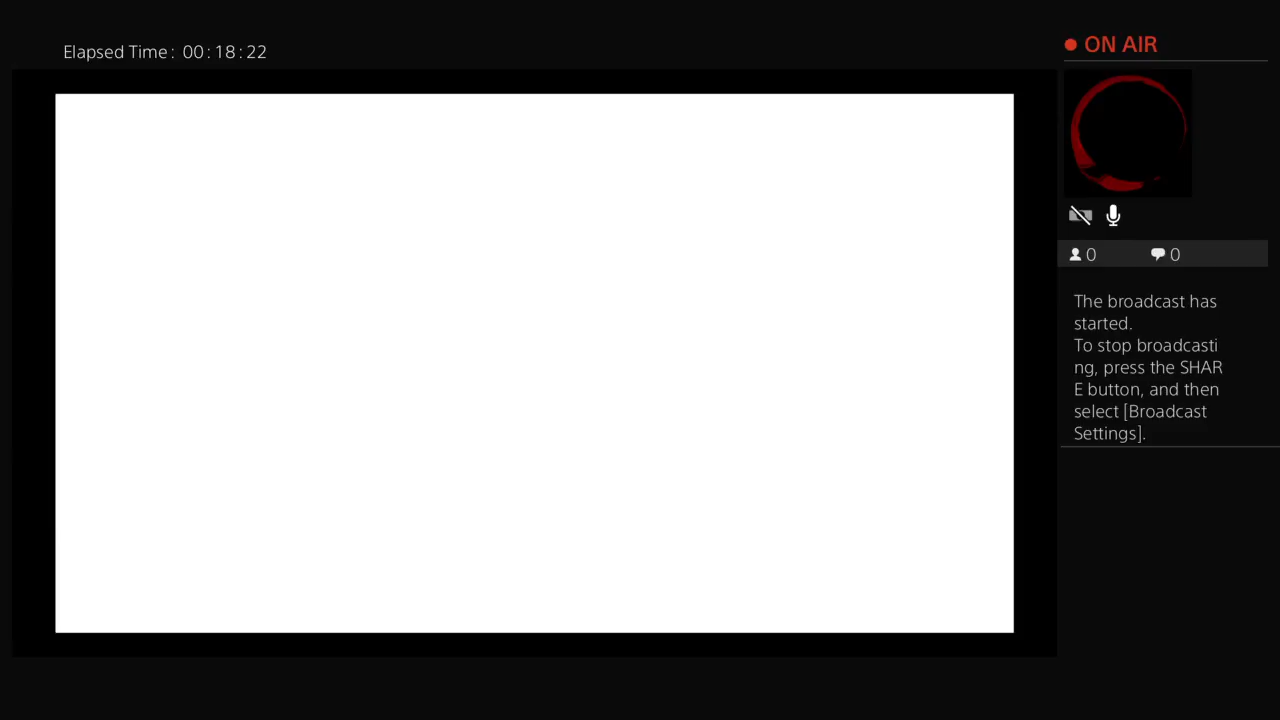 Elapsed Time: 00:18:22
ON AIR
0 0
The broadcast has
started.
To stop broadcasti
ng, press the SHAR
E button, and then
select [Broadcast
Settings].